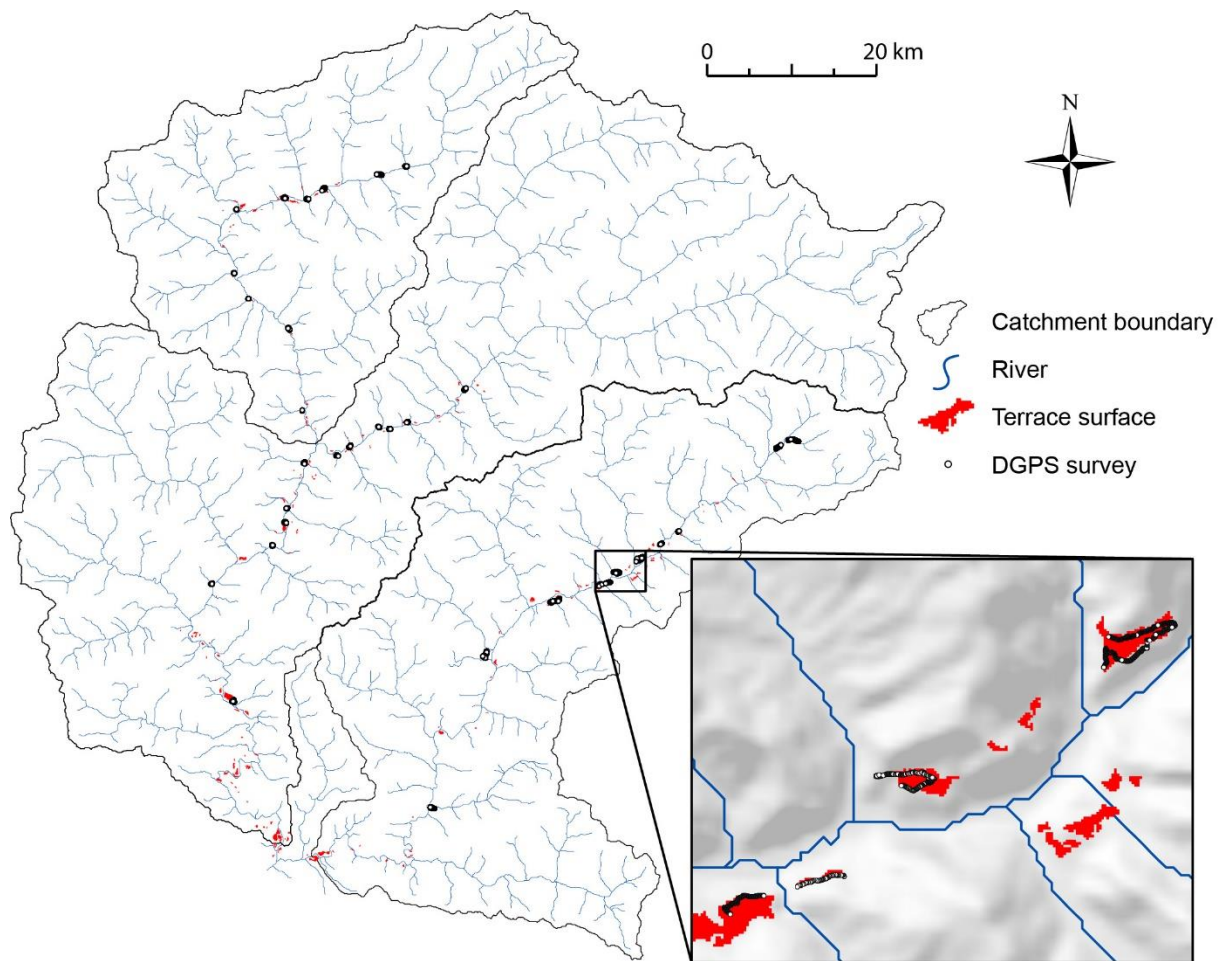 0 20 km
N
Catchment boundary
River
Terrace surface
DGPS survey